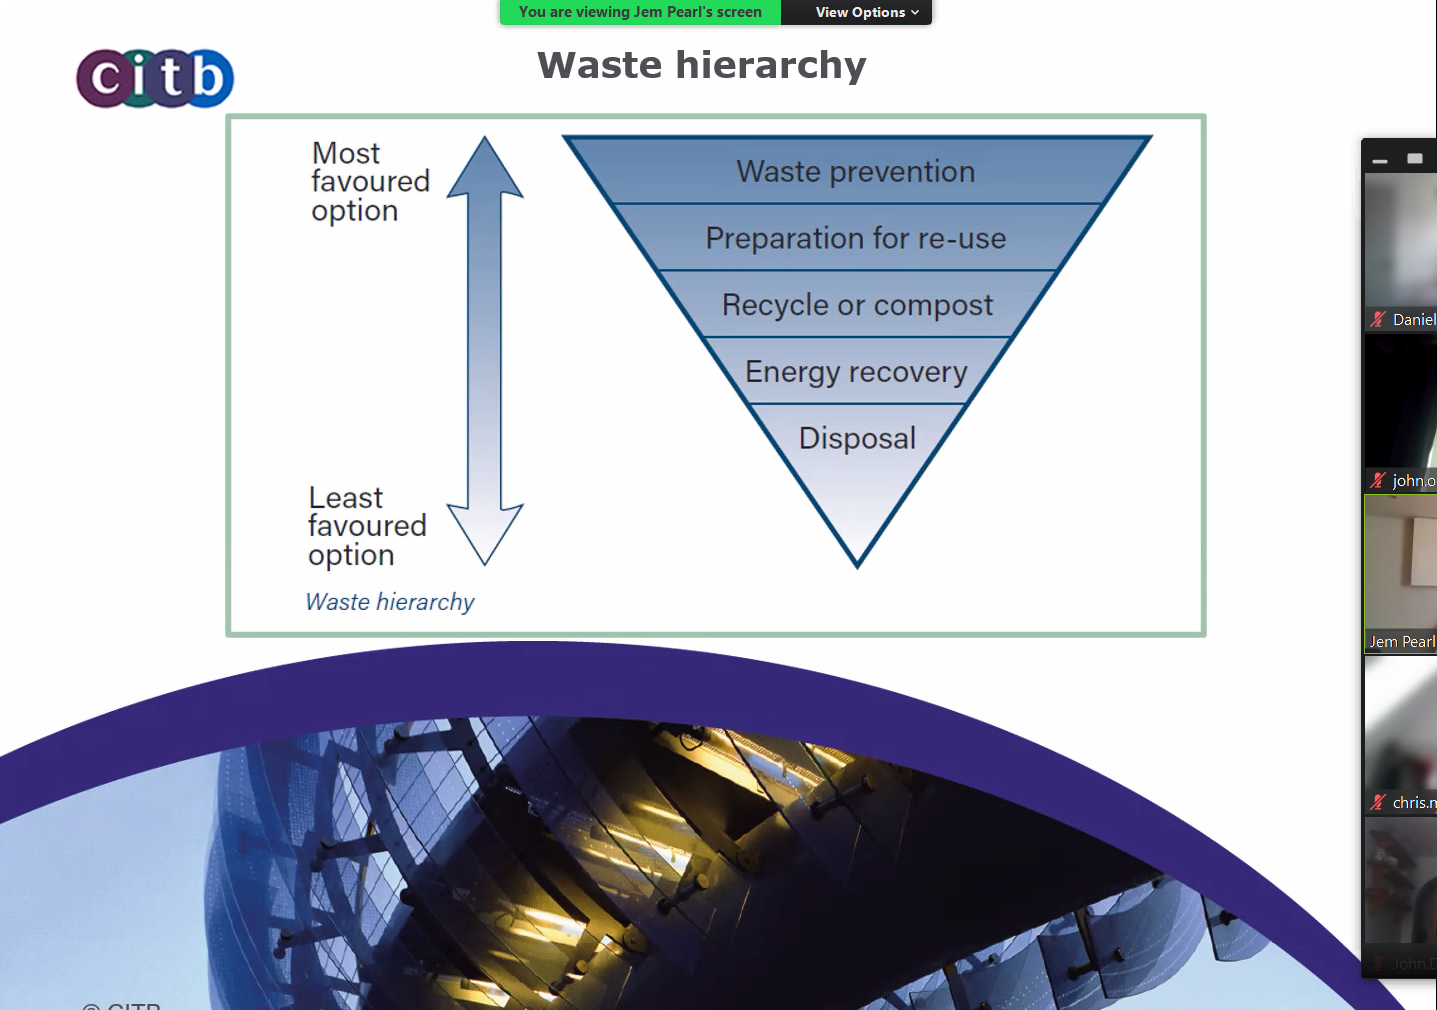 You are viewing Jem Pearl's screen
View Options
citb
Waste hierarchy
Most
favoured
option
Waste prevention
Preparation for re-use
Recycle or compost
Energy recovery
Disposal
Least
favoured
option
Waste hierarchy
Daniel
john.o
Jem Pearl
chris.n
John.D
© CITB